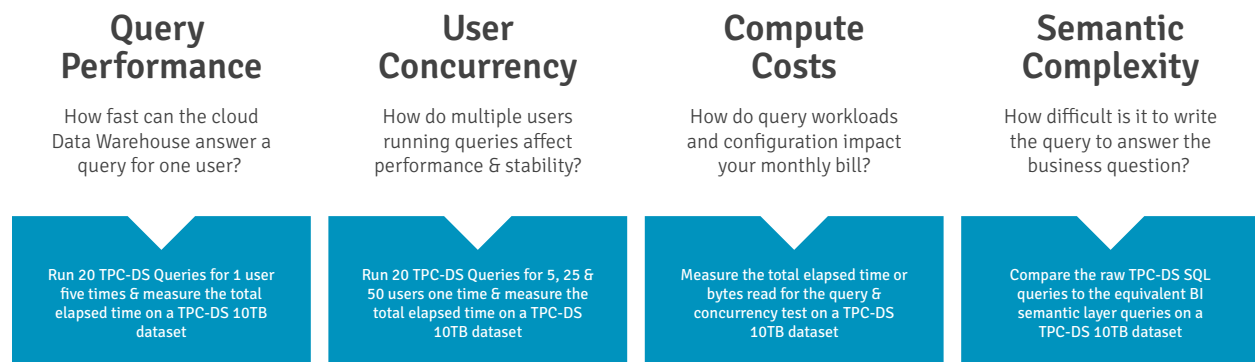 Query
Performance
How fast can the cloud
Data Warehouse answer a
query for one user?
Run 20 TPC-DS Queries for 1 user
five times & measure the total
elapsed time on a TPC-DS 10TB
dataset
User
Concurrency
How do multiple users
running queries affect
performance & stability?
Run 20 TPC-DS Queries for 5, 25 &
50 users one time & measure the
total elapsed time on a TPC-DS
10TB dataset
Compute
Costs
How do query workloads
and configuration impact
your monthly bill?
Measure the total elapsed time or
bytes read for the query &
concurrency test on a TPC-DS
10TB dataset
Semantic
Complexity
How difficult is it to write
the query to answer the
business question?
Compare the raw TPC-DS SQL
queries to the equivalent BI
semantic layer queries on a
TPC-DS 10TB dataset